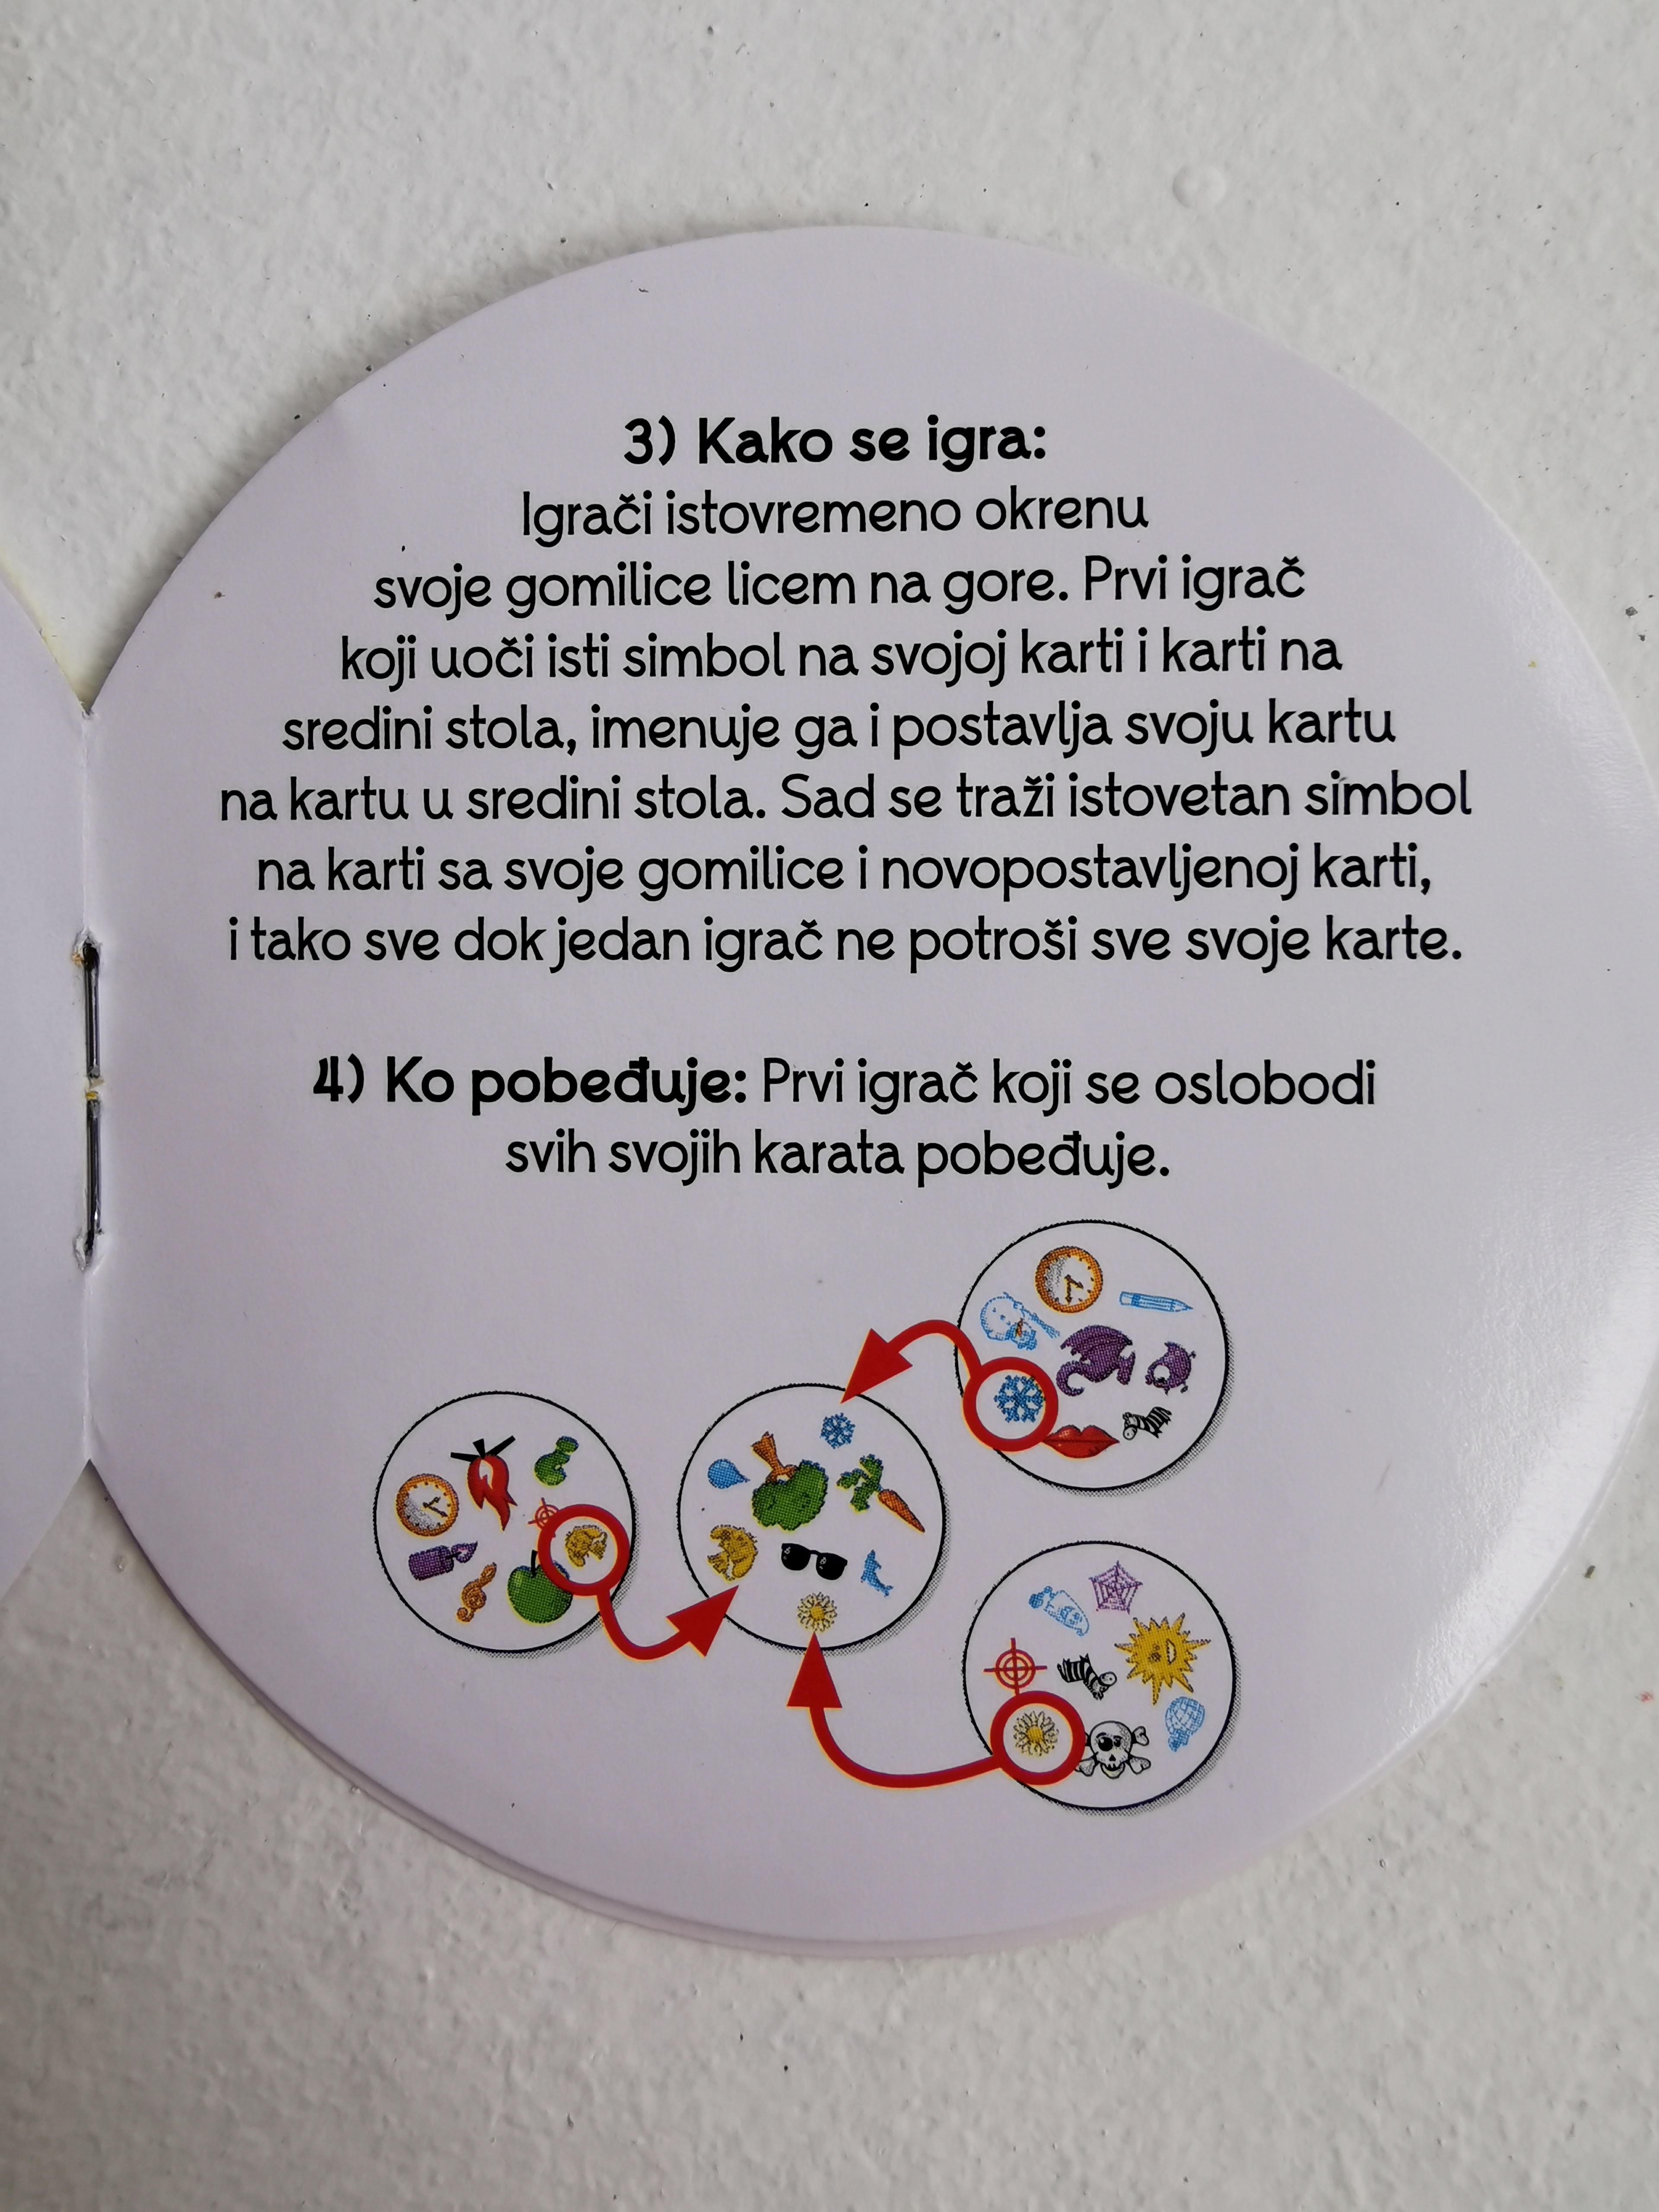 3) Kako se igra:
Igrači istovremeno okrenu
svoje gomilice licem na gore. Prvi igrač
koji uoči isti simbol na svojoj karti i karti na
sredini stola, imenuje ga i postavlja svoju kartu
na kartu u sredini stola. Sad se traži istovetan simbol
na karti sa svoje gomilice i novopostavljenoj karti,
i tako sve dok jedan igrač ne potroši sve svoje karte.
4) Ko pobeđuje: Prvi igrač koji se oslobodi
svih svojih karata pobeđuje.